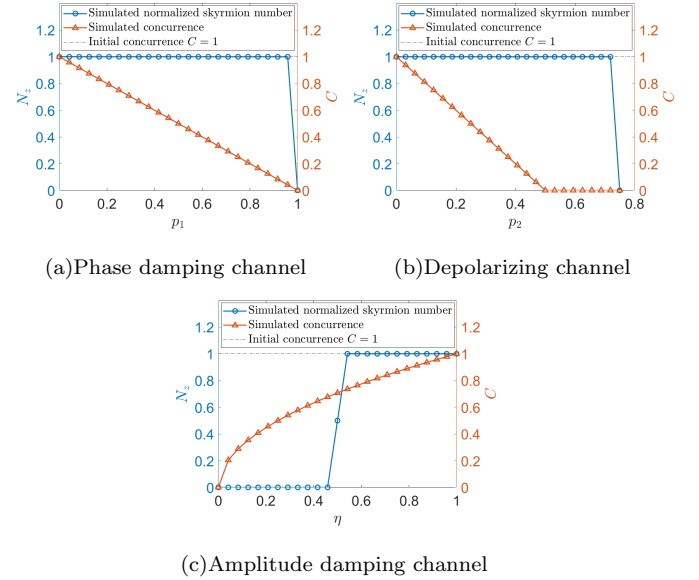 Simulated normalized skyrmion number
Simulated concurrence
Initial concurrence C = 1
1.2
1
0.8
0.6
0.4
0.2
0
N_z
1.2
1
0.8
0.6
0.4
0.2
0
C
0 0.2 0.4 0.6 0.8 1
p_1
(a)Phase damping channel
Simulated normalized skyrmion number
Simulated concurrence
Initial concurrence C = 1
1.2
1
0.8
0.6
0.4
0.2
0
N_z
1.2
1
0.8
0.6
0.4
0.2
0
C
0 0.2 0.4 0.6 0.8
p_2
(b)Depolarizing channel
Simulated normalized skyrmion number
Simulated concurrence
Initial concurrence C = 1
1.2
1
0.8
0.6
0.4
0.2
0
N_z
1.2
1
0.8
0.6
0.4
0.2
0
C
0 0.2 0.4 0.6 0.8 1
η
(c)Amplitude damping channel